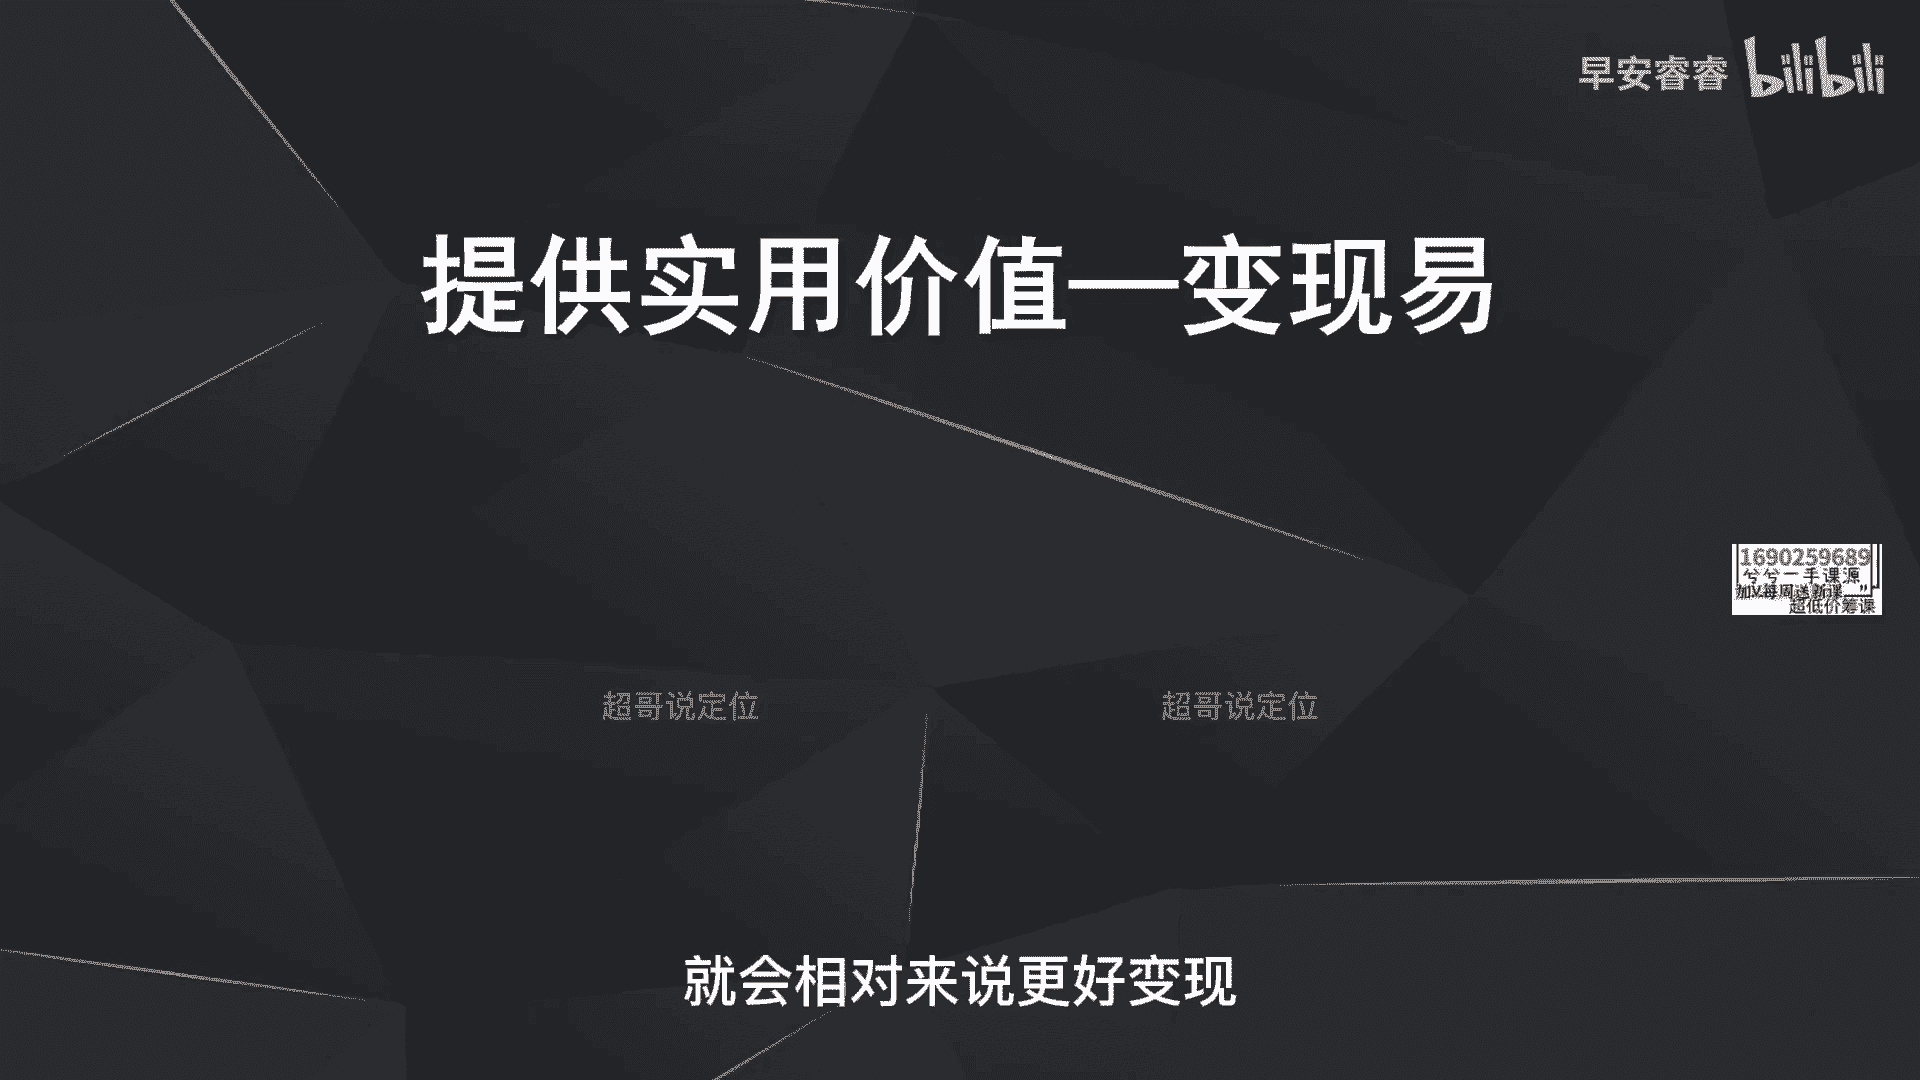 早安睿睿 bilibili
提供实用价值—变现易
1690259689
兮兮一手课源
加V每周送新课
超低价筹课
超哥说定位 超哥说定位
就会相对来说更好变现